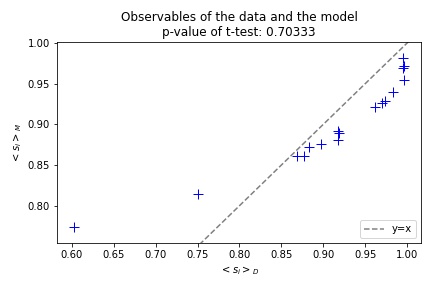 Observables of the data and the model
p-value of t-test: 0.70333
1.00
0.95
0.90
0.85
0.80
< s_i >_M
0.60 0.65 0.70 0.75 0.80 0.85 0.90 0.95 1.00
< s_i >_D
y=x